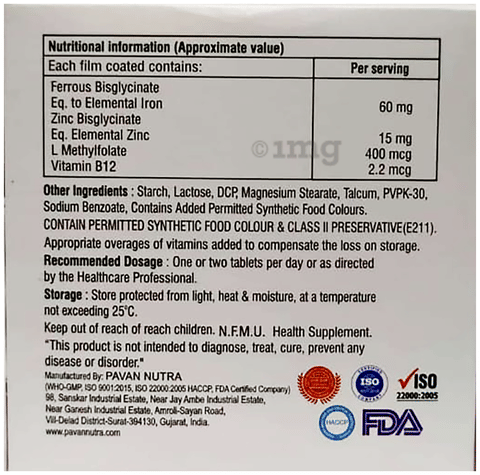 Nutritional information (Approximate value)
Each film coated contains: Per serving
Ferrous Bisglycinate
Eq. to Elemental Iron 60 mg
Zinc Bisglycinate
Eq. Elemental Zinc 15 mg
L Methylfolate 400 mcg
Vitamin B12 2.2 mcg
©1mg
Other Ingredients : Starch, Lactose, DCP, Magnesium Stearate, Talcum, PVPK-30,
Sodium Benzoate, Contains Added Permitted Synthetic Food Colours.
CONTAIN PERMITTED SYNTHETIC FOOD COLOUR & CLASS II PRESERVATIVE(E211).
Appropriate overages of vitamins added to compensate the loss on storage.
Recommended Dosage : One or two tablets per day or as directed
by the Healthcare Professional.
Storage : Store protected from light, heat & moisture, at a temperature
not exceeding 25°C.
Keep out of reach of reach children. N.F.M.U. Health Supplement.
"This product is not intended to diagnose, treat, cure, prevent any
disease or disorder."
Manufactured By: PAVAN NUTRA
(WHO-GMP, ISO 9001:2015, ISO 22000:2005 HACCP, FDA Certified Company)
98, Sanskar Industrial Estate, Near Jay Ambe Industrial Estate,
Near Ganesh Industrial Estate, Amroli-Sayan Road,
Vill-Delad District-Surat-394130, Gujarat, India.
www.pavannutra.com
CERTIFIED
ISO
COMPANY
ISO
22000:2005
HACCP
FDA